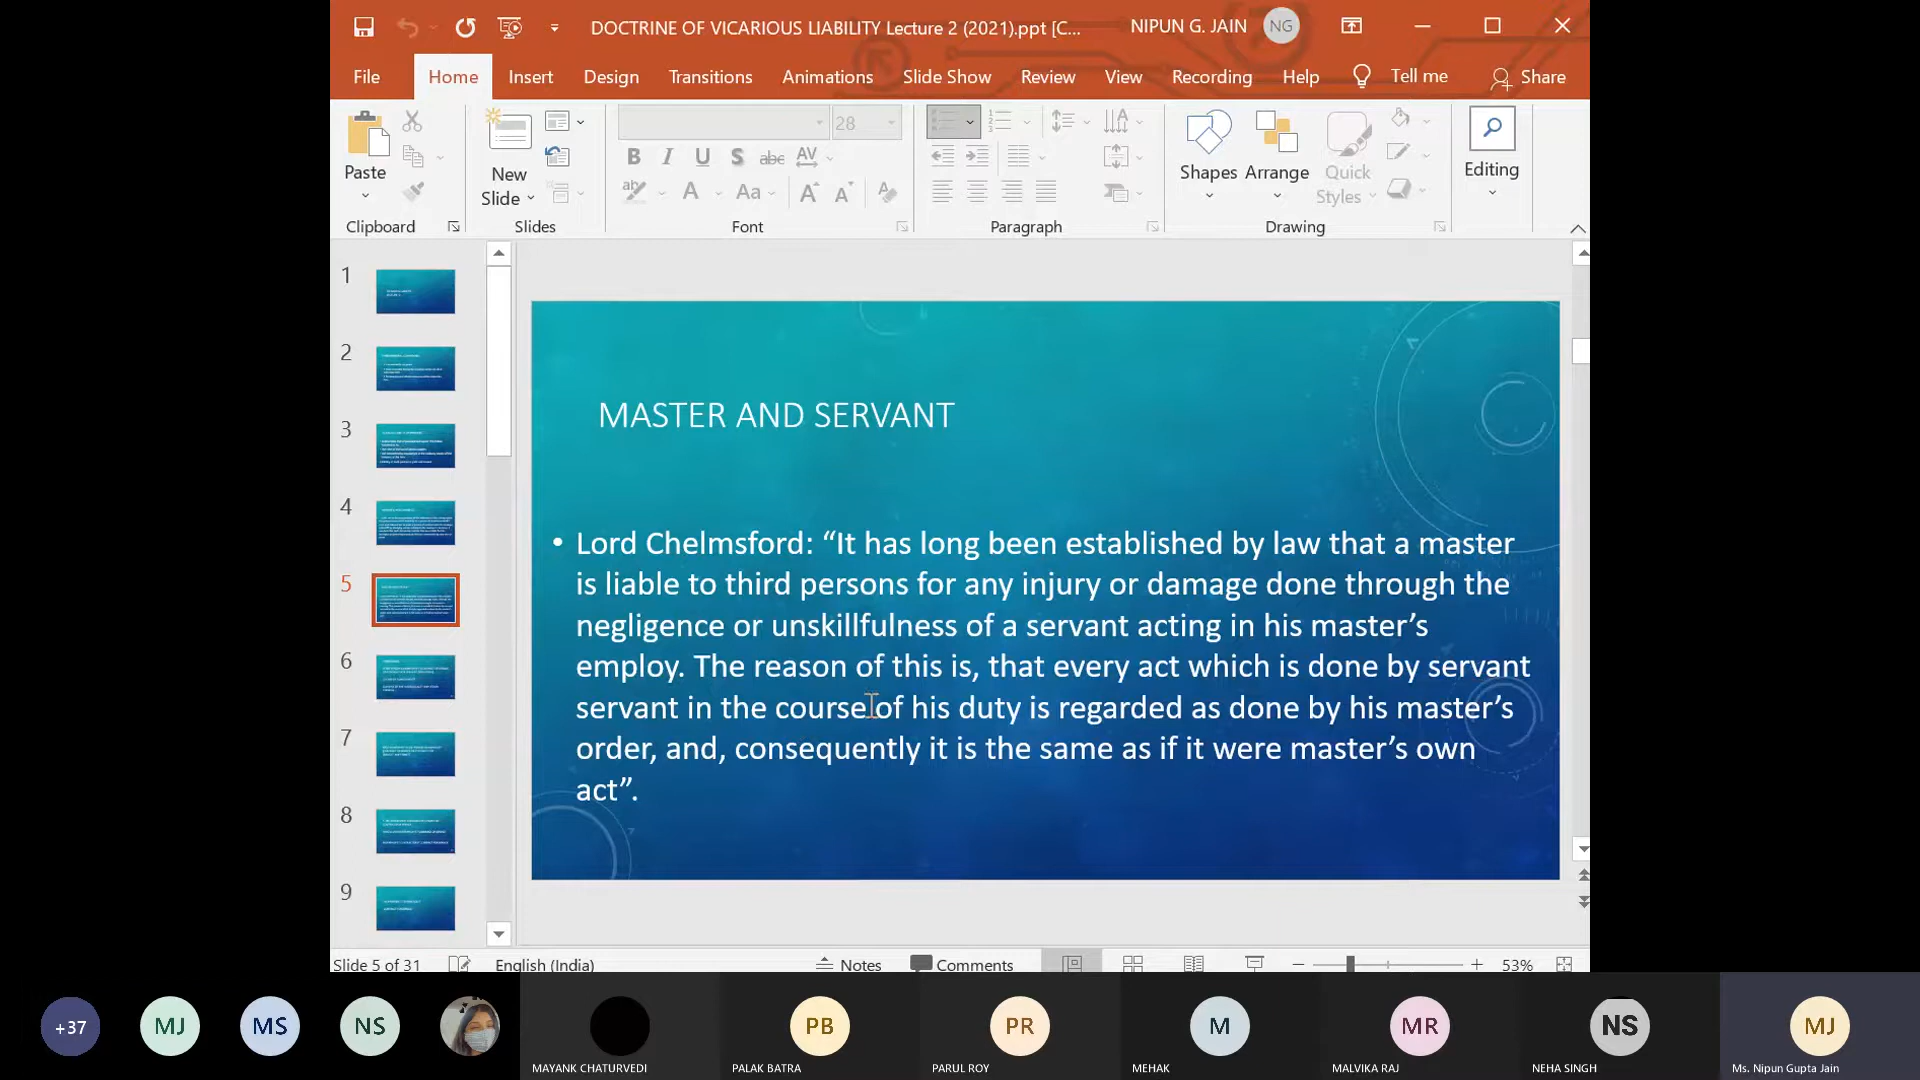 DOCTRINE OF VICARIOUS LIABILITY Lecture 2 (2021).ppt [C... NIPUN G. JAIN NG
File Home Insert Design Transitions Animations Slide Show Review View Recording Help Tell me Share
28
Paste New Slide Shapes Arrange Quick Styles Editing
B I U S abc AV
A Aa A A
Clipboard Slides Font Paragraph Drawing
1
2
3
4
5
6
7
8
9
MASTER AND SERVANT
• Lord Chelmsford: “It has long been established by law that a master
is liable to third persons for any injury or damage done through the
negligence or unskillfulness of a servant acting in his master’s
employ. The reason of this is, that every act which is done by servant
servant in the course of his duty is regarded as done by his master’s
order, and, consequently it is the same as if it were master’s own
act”.
Slide 5 of 31 English (India) Notes Comments 53%
+37 MJ MS NS PB PR M MR NS MJ
MAYANK CHATURVEDI PALAK BATRA PARUL ROY MEHAK MALVIKA RAJ NEHA SINGH Ms. Nipun Gupta Jain